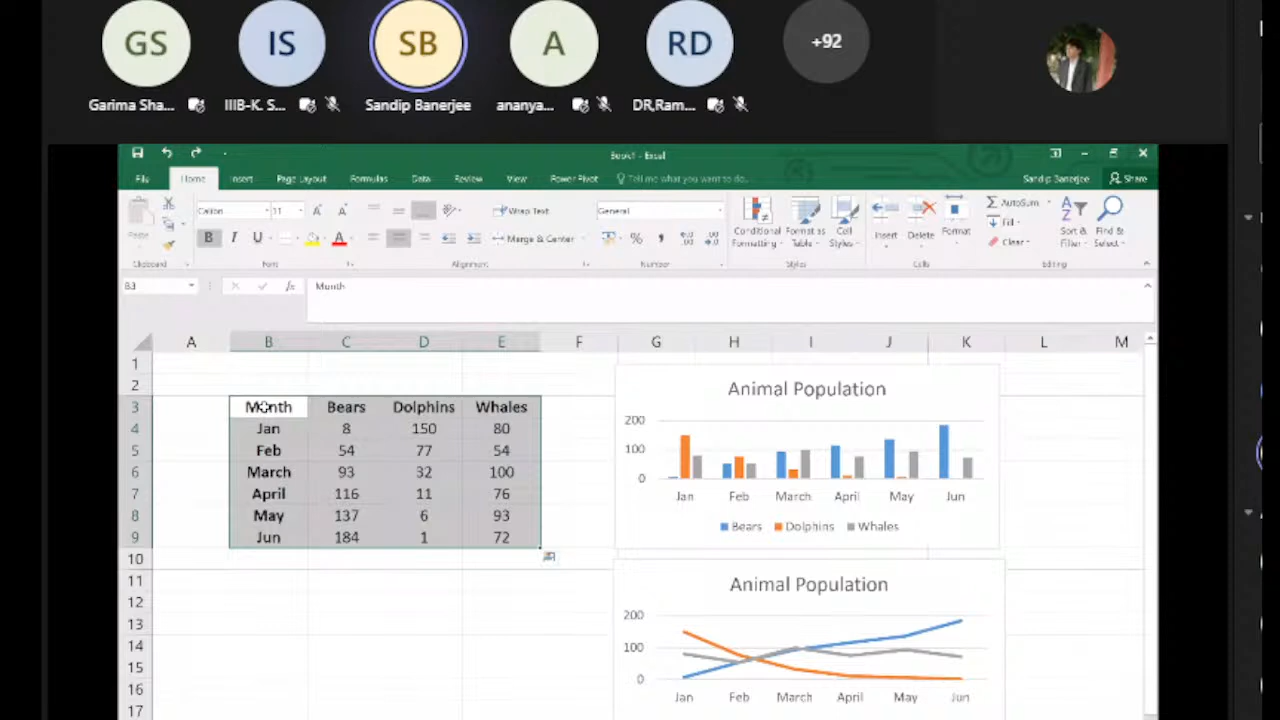 GS IS SB A RD +92
Garima Sha... IIIB-K. S... Sandip Banerjee ananya... DR,Ram...
Book1 - Excel
File Home Insert Page Layout Formulas Data Review View Power Pivot Tell me what you want to do... Sandip Banerjee Share
Calibri 11 Wrap Text General AutoSum
Paste Conditional Format as Cell Insert Delete Format Fill Sort & Find &
B I U Merge & Center % Formatting Table Styles Clear Filter Select
Clipboard Font Alignment Number Styles Cells Editing
B3 fx Month
A B C D E F G H I J K L M
1
2
3 Month Bears Dolphins Whales
4 Jan 8 150 80
5 Feb 54 77 54
6 March 93 32 100
7 April 116 11 76
8 May 137 6 93
9 Jun 184 1 72
10
11
12
13
14
15
16
17
Animal Population
200
100
0
Jan Feb March April May Jun
Bears Dolphins Whales
Animal Population
200
100
0
Jan Feb March April May Jun